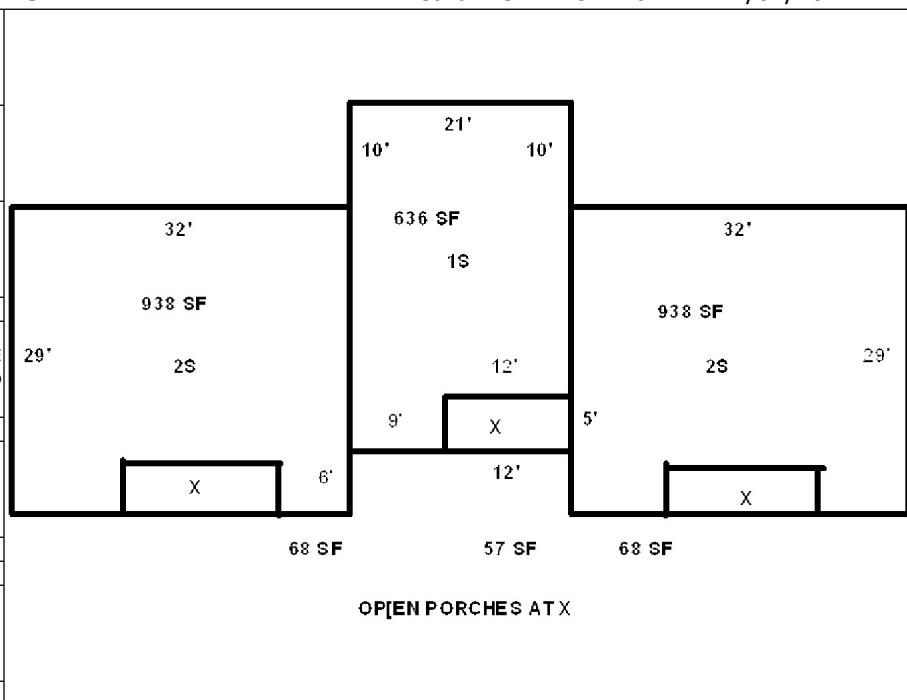 21'
10' 10'
636 SF
1S
32'
938 SF
29'
2S
32'
938 SF
29'
2S
12'
9'
X
5'
12'
6'
X
X
68 SF 57 SF 68 SF
OP[EN PORCHES AT X